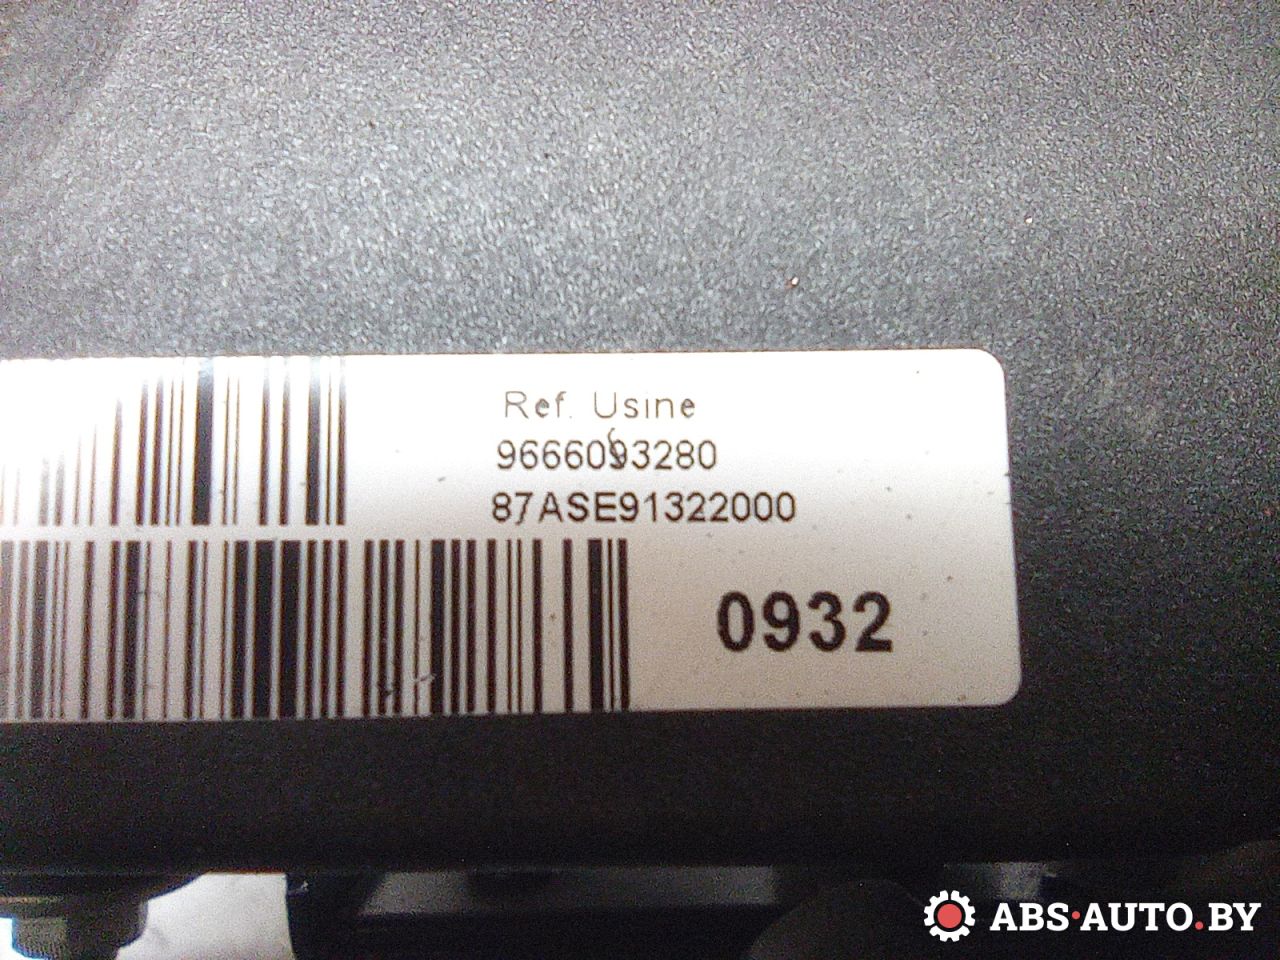 Ref. Usine
9666093280
87ASE91322000
0932
ABS·AUTO.BY